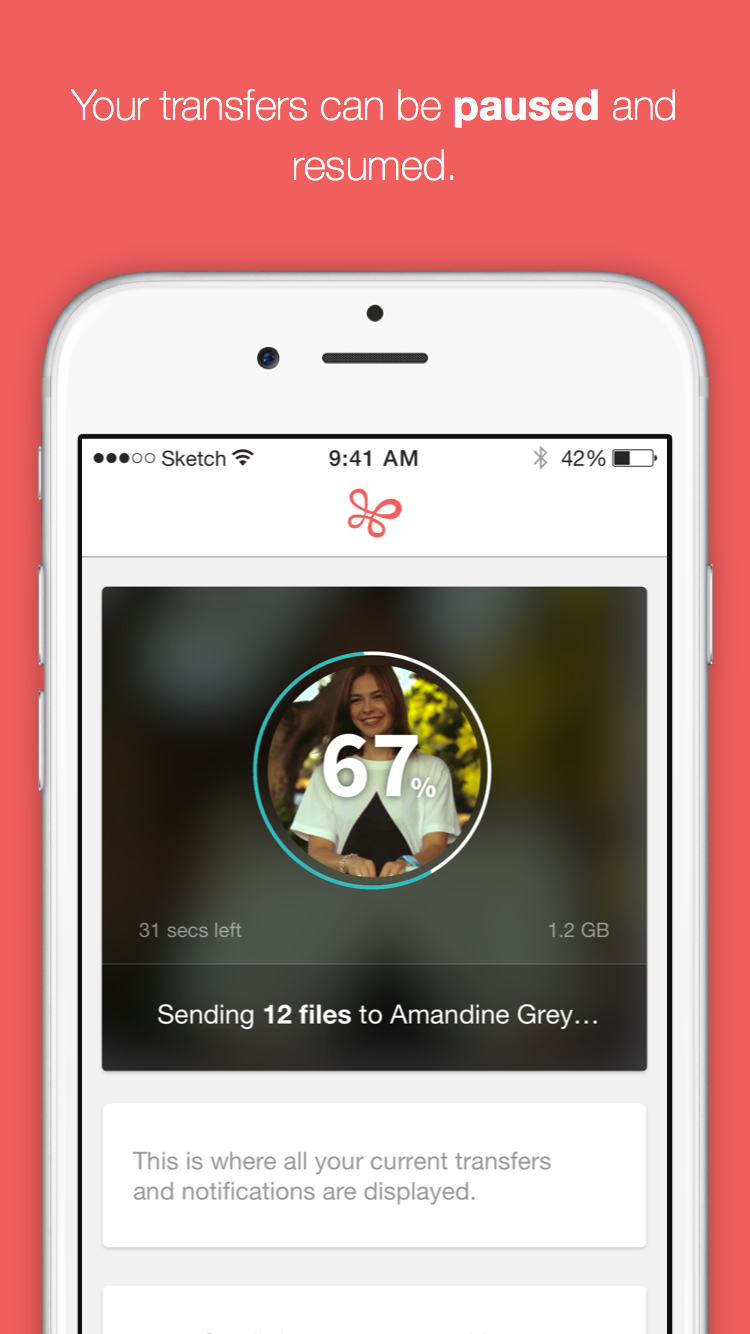 Your transfers can be paused and
resumed.
Sketch 9:41 AM 42%
67%
31 secs left 1.2 GB
Sending 12 files to Amandine Grey…
This is where all your current transfers
and notifications are displayed.